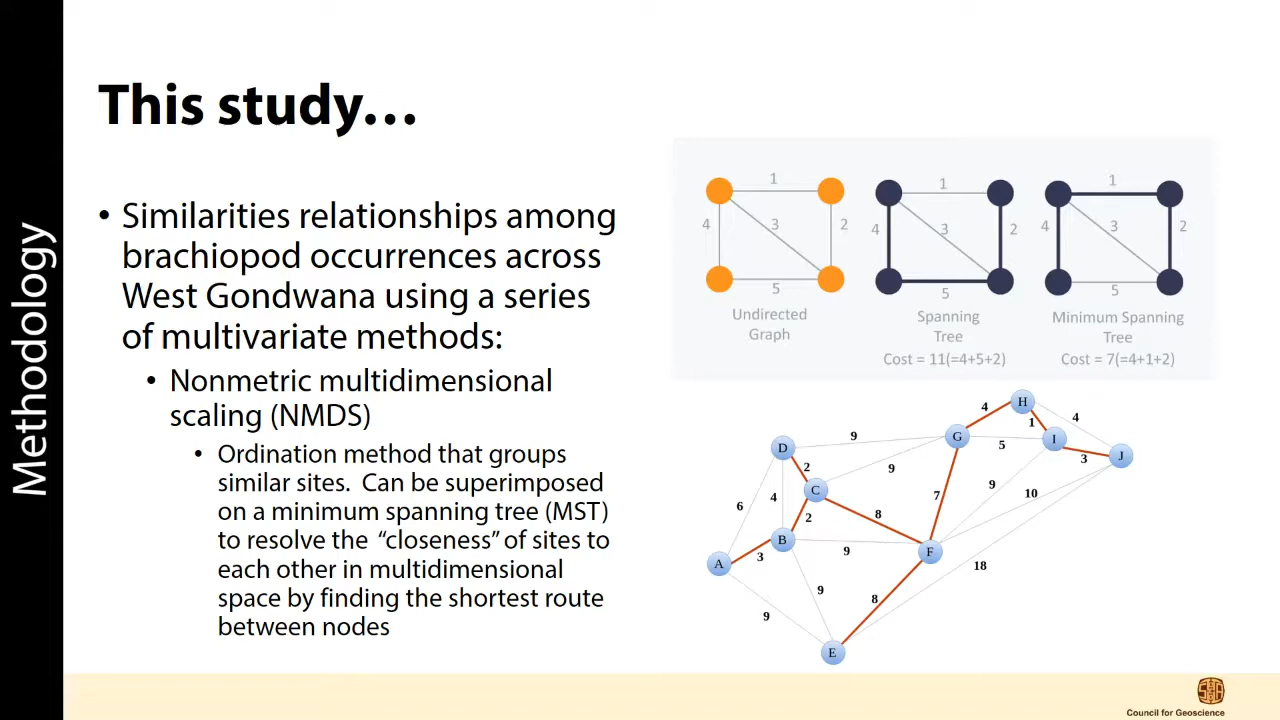 Methodology
This study…
• Similarities relationships among
brachiopod occurrences across
West Gondwana using a series
of multivariate methods:
• Nonmetric multidimensional
scaling (NMDS)
• Ordination method that groups
similar sites.  Can be superimposed
on a minimum spanning tree (MST)
to resolve the “closeness” of sites to
each other in multidimensional
space by finding the shortest route
between nodes
1
4
3
2
5
Undirected
Graph
1
4
3
2
5
Spanning
Tree
Cost = 11(=4+5+2)
1
4
3
2
5
Minimum Spanning
Tree
Cost = 7(=4+1+2)
H
4
4
1
D
9
G
5
I
J
3
2
9
C
9
6
4
7
10
2
8
B
3
9
F
A
18
9
8
9
E
Council for Geoscience